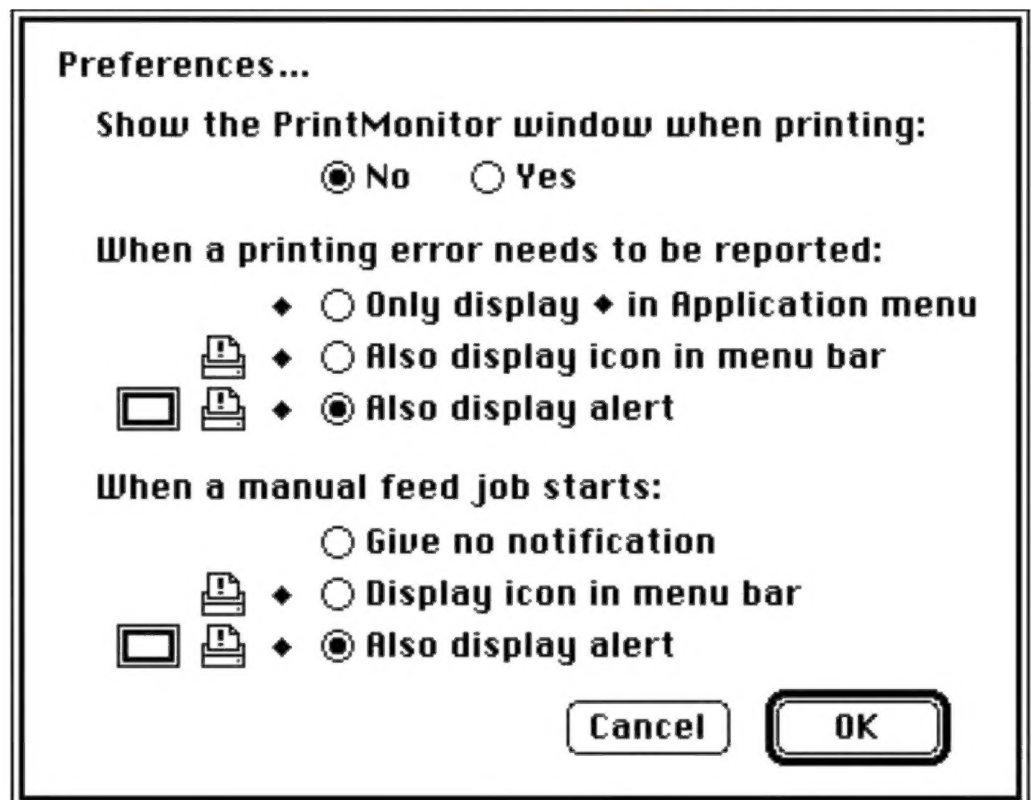 Preferences...
Show the PrintMonitor window when printing:
No Yes
When a printing error needs to be reported:
Only display ◆ in Application menu
Also display icon in menu bar
Also display alert
When a manual feed job starts:
Give no notification
Display icon in menu bar
Also display alert
Cancel OK